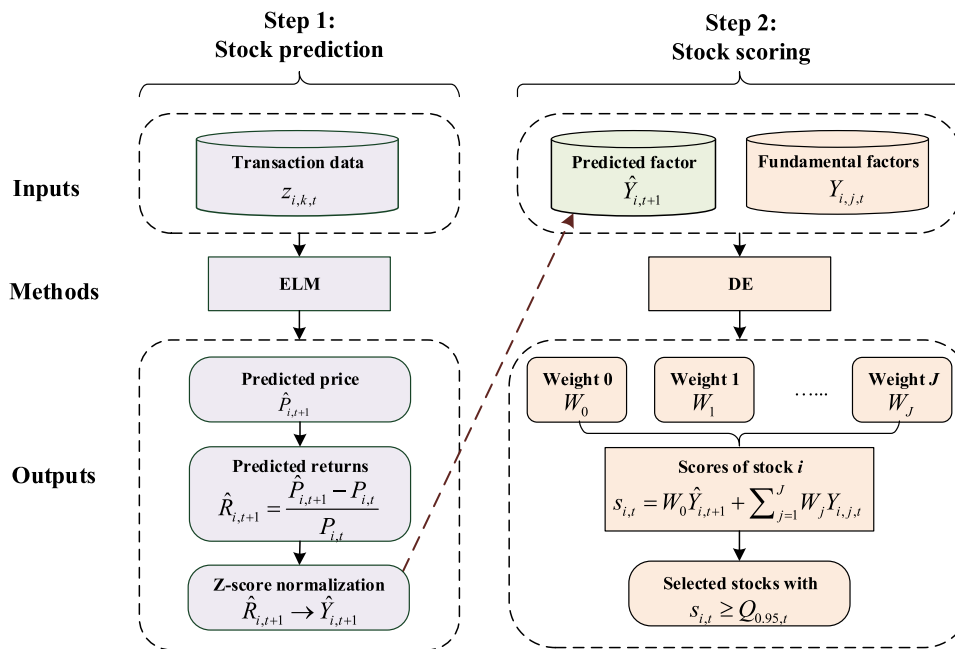 Step 1:
Stock prediction
Step 2:
Stock scoring
Inputs
Transaction data
z_{i,k,t}
Predicted factor
Ŷ_{i,t+1}
Fundamental factors
Y_{i,j,t}
Methods
ELM
DE
Outputs
Predicted price
P̂_{i,t+1}
Predicted returns
R̂_{i,t+1} = (P̂_{i,t+1} − P_{i,t}) / P_{i,t}
Z-score normalization
R̂_{i,t+1} → Ŷ_{i,t+1}
Weight 0
W_0
Weight 1
W_1
......
Weight J
W_J
Scores of stock i
s_{i,t} = W_0 Ŷ_{i,t+1} + ∑_{j=1}^{J} W_j Y_{i,j,t}
Selected stocks with
s_{i,t} ≥ Q_{0.95,t}